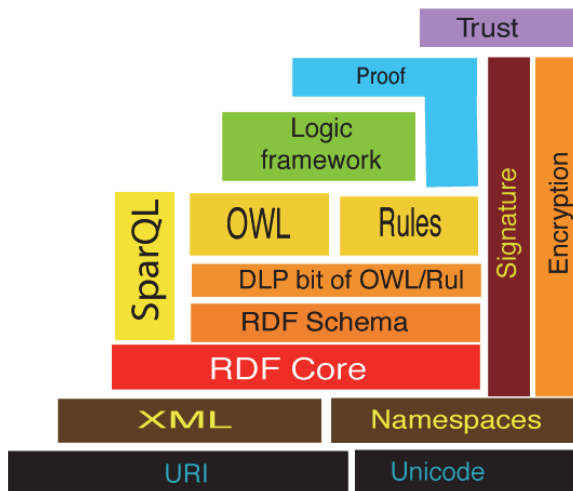 Trust
Proof
Logic
framework
Signature
Encryption
SparQL
OWL
Rules
DLP bit of OWL/Rul
RDF Schema
RDF Core
XML
Namespaces
URI
Unicode